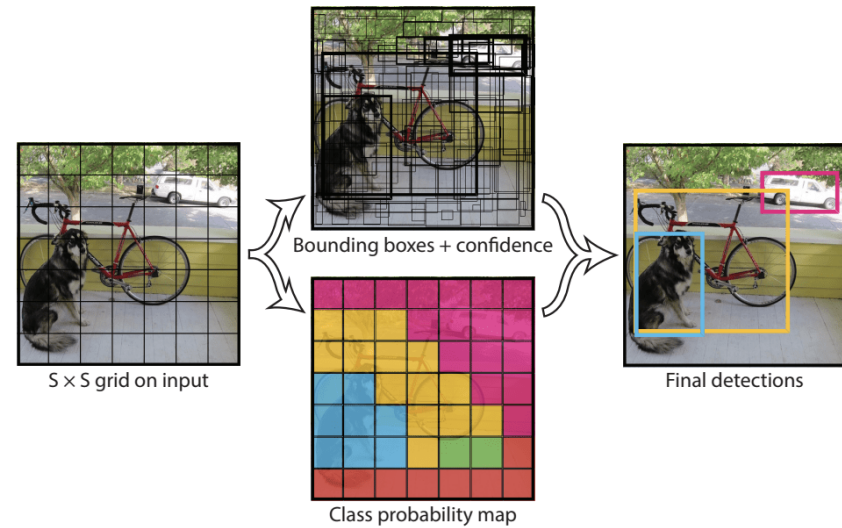 S × S grid on input
Bounding boxes + confidence
Class probability map
Final detections